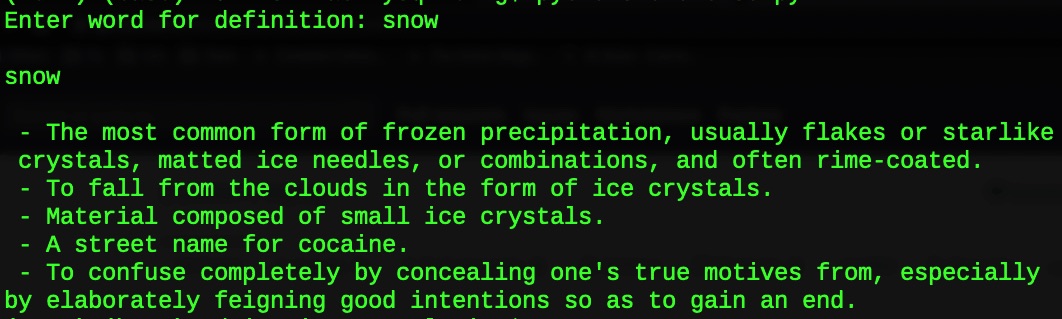 Enter word for definition: snow
snow
- The most common form of frozen precipitation, usually flakes or starlike
crystals, matted ice needles, or combinations, and often rime-coated.
- To fall from the clouds in the form of ice crystals.
- Material composed of small ice crystals.
- A street name for cocaine.
- To confuse completely by concealing one's true motives from, especially
by elaborately feigning good intentions so as to gain an end.